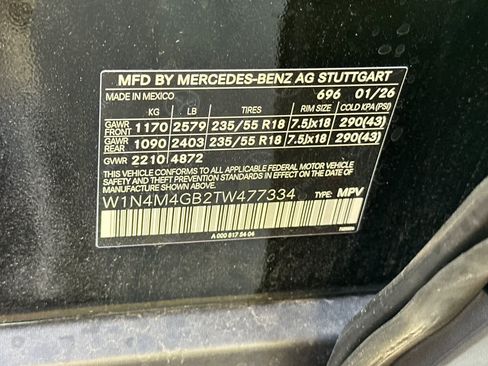 MFD BY MERCEDES-BENZ AG STUTTGART
MADE IN MEXICO 696 01/26
KG LB TIRES RIM SIZE COLD KPA (PSI)
GAWR FRONT 1170 2579 235/55 R18 7.5jx18 290(43)
GAWR REAR 1090 2403 235/55 R18 7.5jx18 290(43)
GVWR 2210 4872
THIS VEHICLE CONFORMS TO ALL APPLICABLE FEDERAL MOTOR VEHICLE
SAFETY AND THEFT PREVENTION STANDARDS IN EFFECT ON THE
DATE OF MANUFACTURE SHOWN ABOVE.
W1N4M4GB2TW477334 TYPE: MPV
A 000 817 54 04